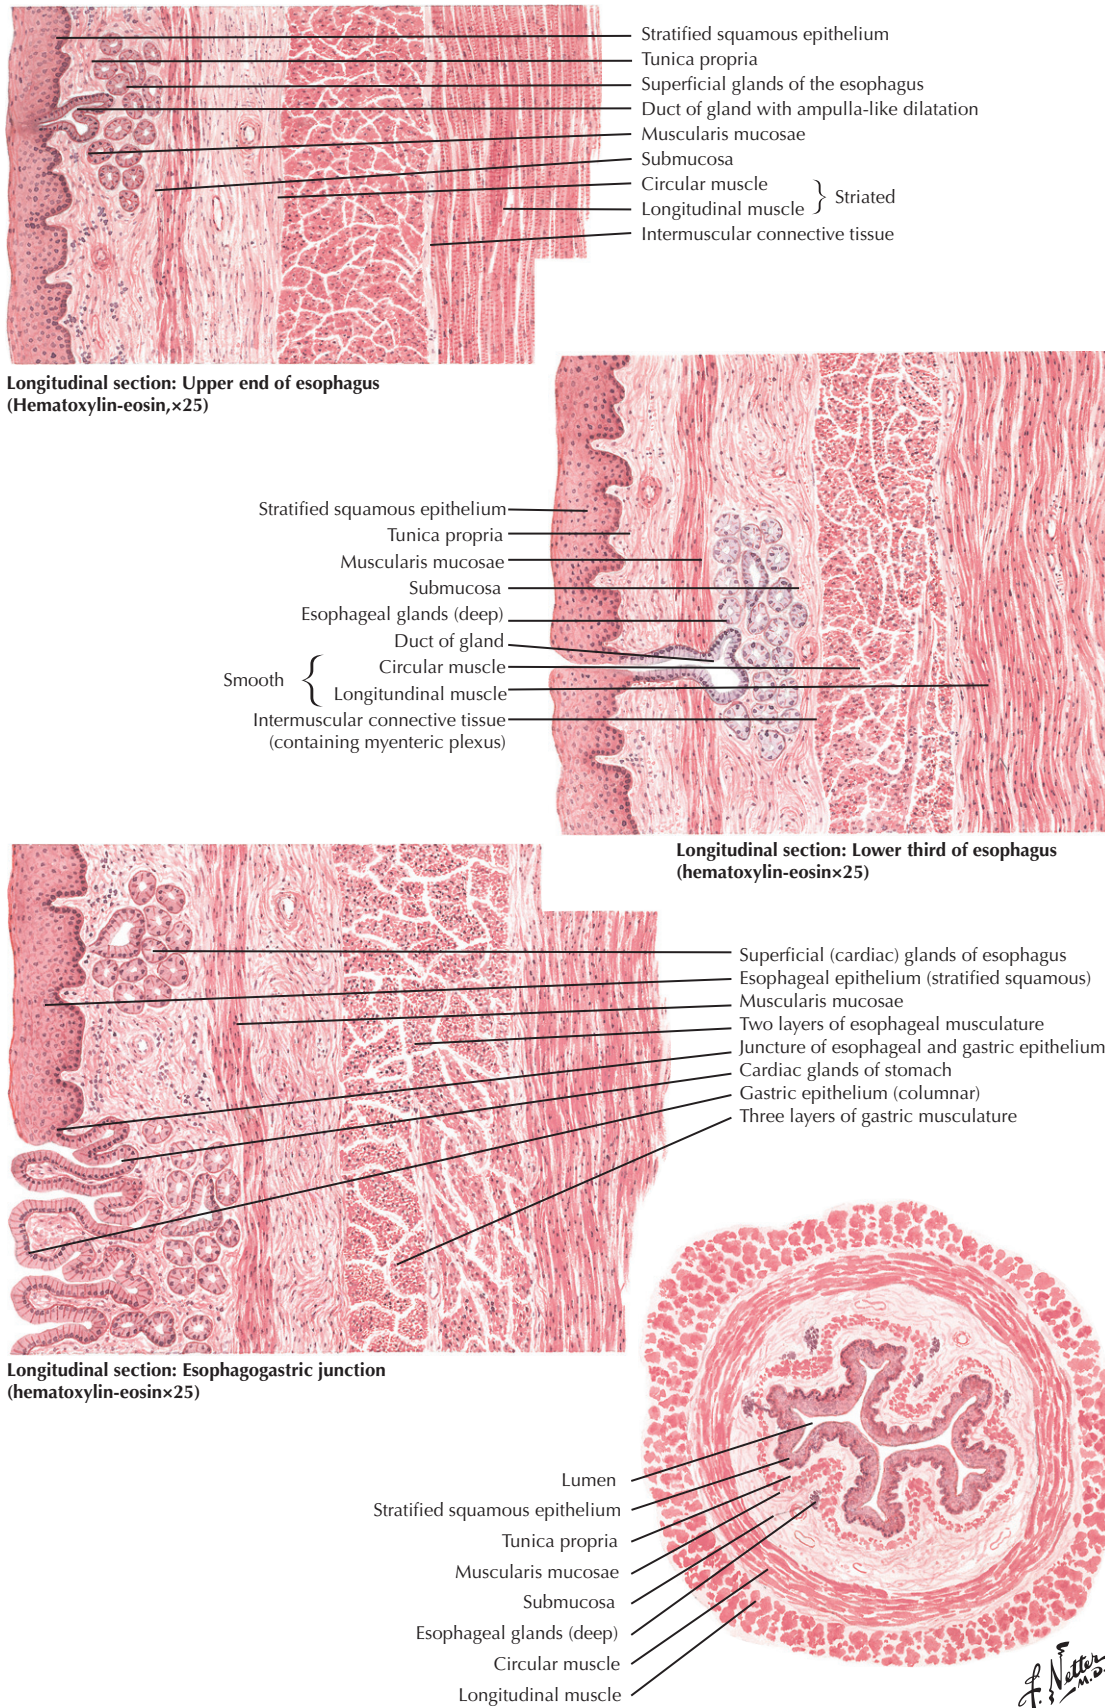 Stratified squamous epithelium
Tunica propria
Superficial glands of the esophagus
Duct of gland with ampulla-like dilatation
Muscularis mucosae
Submucosa
Circular muscle
Longitudinal muscle
} Striated
Intermuscular connective tissue
Longitudinal section: Upper end of esophagus
(Hematoxylin-eosin,×25)
Stratified squamous epithelium
Tunica propria
Muscularis mucosae
Submucosa
Esophageal glands (deep)
Duct of gland
Smooth {
Circular muscle
Longitundinal muscle
Intermuscular connective tissue
(containing myenteric plexus)
Longitudinal section: Lower third of esophagus
(hematoxylin-eosin×25)
Superficial (cardiac) glands of esophagus
Esophageal epithelium (stratified squamous)
Muscularis mucosae
Two layers of esophageal musculature
Juncture of esophageal and gastric epithelium
Cardiac glands of stomach
Gastric epithelium (columnar)
Three layers of gastric musculature
Longitudinal section: Esophagogastric junction
(hematoxylin-eosin×25)
Lumen
Stratified squamous epithelium
Tunica propria
Muscularis mucosae
Submucosa
Esophageal glands (deep)
Circular muscle
Longitudinal muscle
F. Netter
M.D.